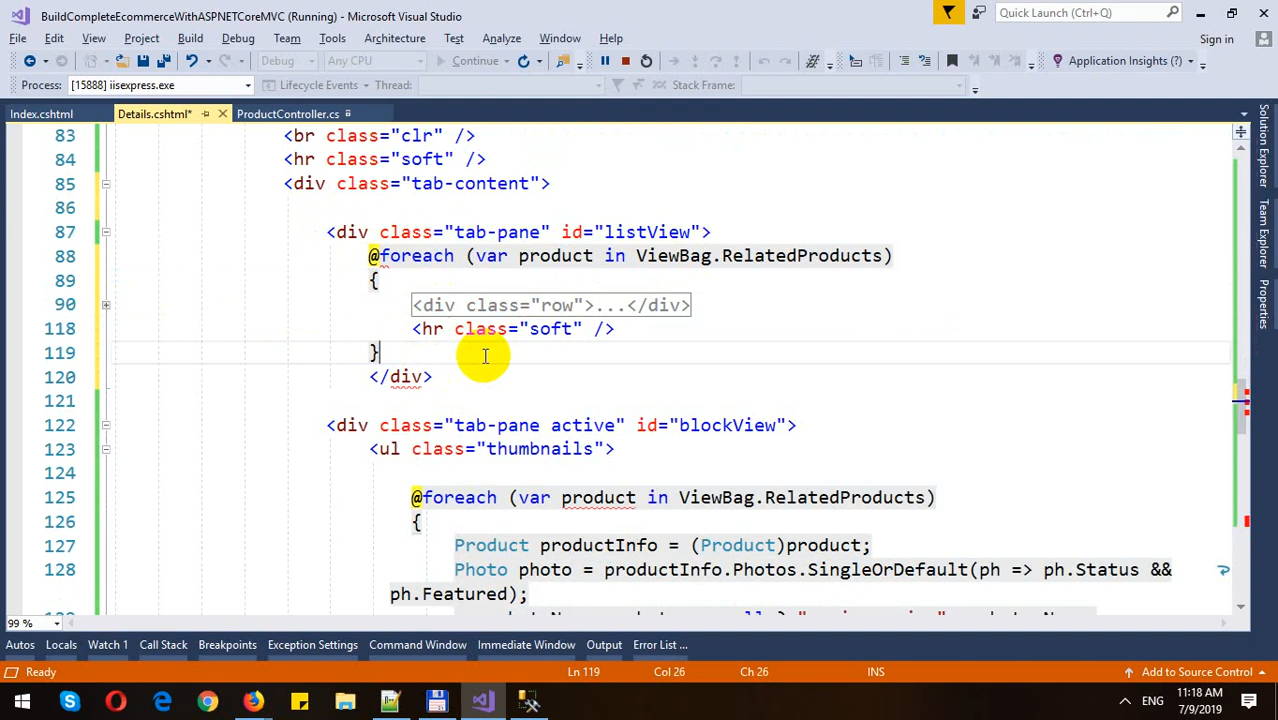 BuildCompleteEcommerceWithASPNETCoreMVC (Running) - Microsoft Visual Studio
Quick Launch (Ctrl+Q)
File Edit View Project Build Debug Team Tools Architecture Test Analyze Window Help
Sign in
Debug Any CPU Continue Application Insights (?)
Process: [15888] iisexpress.exe Lifecycle Events Thread: Stack Frame:
Index.cshtml Details.cshtml* ProductController.cs
83 <br class="clr" />
84 <hr class="soft" />
85 <div class="tab-content">
86
87 <div class="tab-pane" id="listView">
88 @foreach (var product in ViewBag.RelatedProducts)
89 {
90 <div class="row">...</div>
118 <hr class="soft" />
119 }
120 </div>
121
122 <div class="tab-pane active" id="blockView">
123 <ul class="thumbnails">
124
125 @foreach (var product in ViewBag.RelatedProducts)
126 {
127 Product productInfo = (Product)product;
128 Photo photo = productInfo.Photos.SingleOrDefault(ph => ph.Status &&
ph.Featured);
Solution Explorer
Team Explorer
Properties
99 %
Autos Locals Watch 1 Call Stack Breakpoints Exception Settings Command Window Immediate Window Output Error List ...
Ready Ln 119 Col 26 Ch 26 INS Add to Source Control
ENG
11:18 AM
7/9/2019